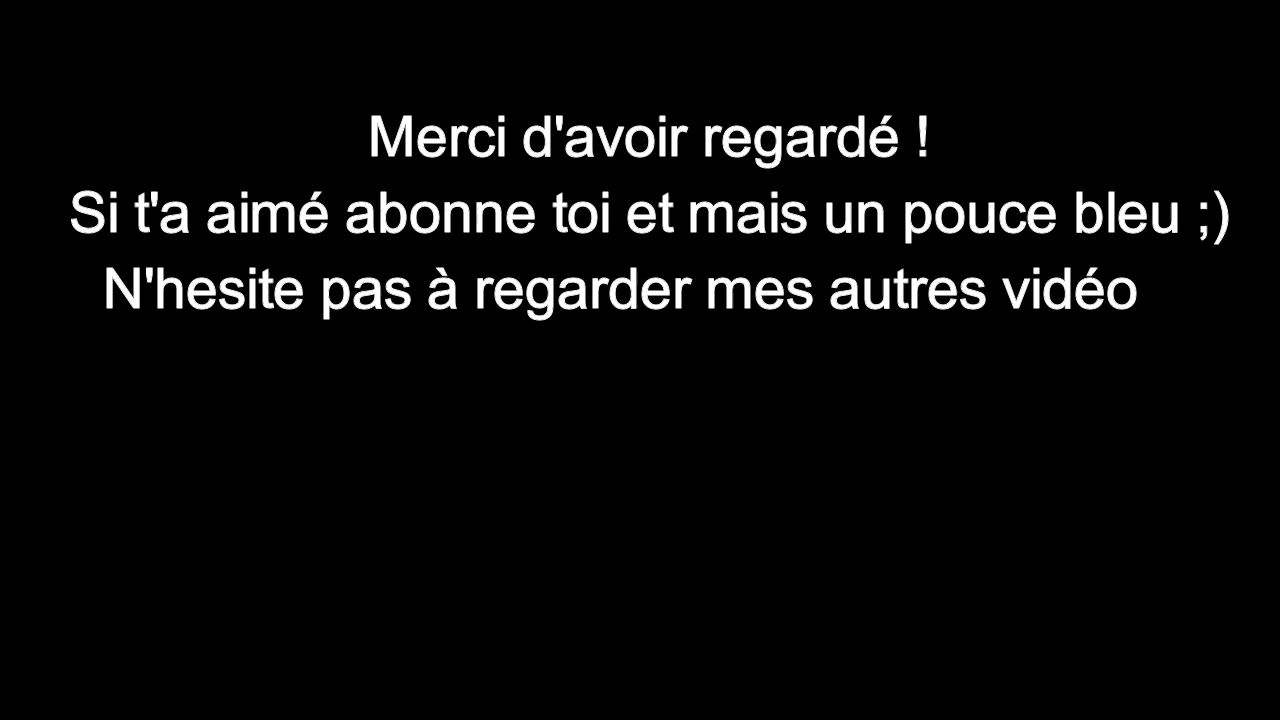 Merci d'avoir regardé !
Si t'a aimé abonne toi et mais un pouce bleu ;)
N'hesite pas à regarder mes autres vidéo